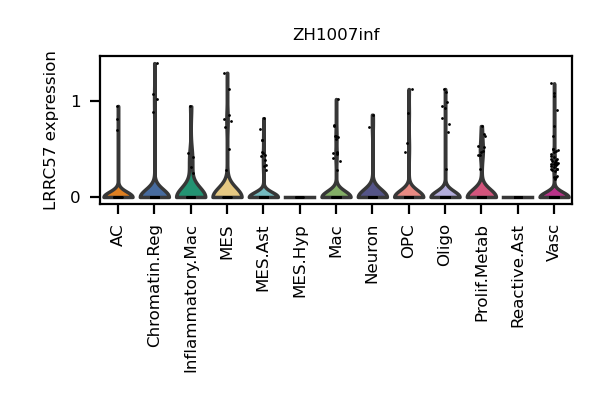 ZH1007inf
LRRC57 expression
1
0
AC
Chromatin.Reg
Inflammatory.Mac
MES
MES.Ast
MES.Hyp
Mac
Neuron
OPC
Oligo
Prolif.Metab
Reactive.Ast
Vasc